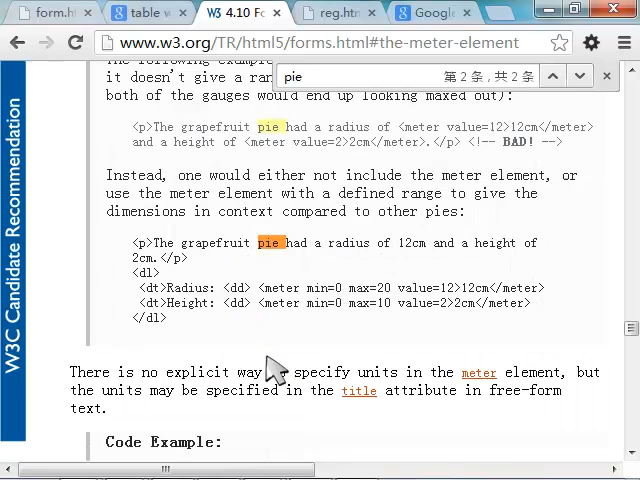 form.ht
table w
W3 4.10 Fo
reg.htm
Google
www.w3.org/TR/html5/forms.html#the-meter-element
pie 第 2 条 , 共 2 条
The following example
it doesn't give a ran
both of the gauges would end up looking maxed out):
<p>The grapefruit pie had a radius of <meter value=12>12cm</meter>
and a height of <meter value=2>2cm</meter>.</p> <!-- BAD! -->
Instead, one would either not include the meter element, or
use the meter element with a defined range to give the
dimensions in context compared to other pies:
<p>The grapefruit pie had a radius of 12cm and a height of
2cm.</p>
<dl>
<dt>Radius: <dd> <meter min=0 max=20 value=12>12cm</meter>
<dt>Height: <dd> <meter min=0 max=10 value=2>2cm</meter>
</dl>
There is no explicit way specify units in the meter element, but
the units may be specified in the title attribute in free-form
text.
Code Example:
W3C Candidate Recommendation